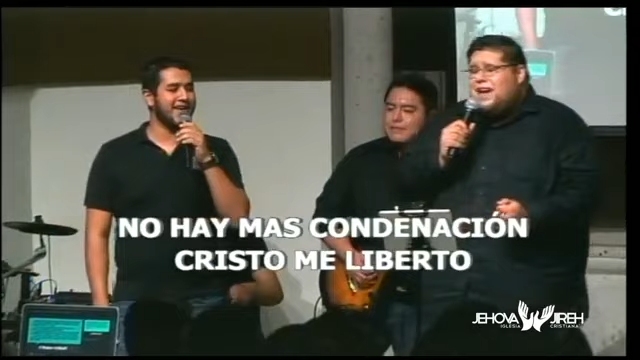 NO HAY MAS CONDENACIÓN
CRISTO ME LIBERTO
JEHOVA JIREH
IGLESIA CRISTIANA